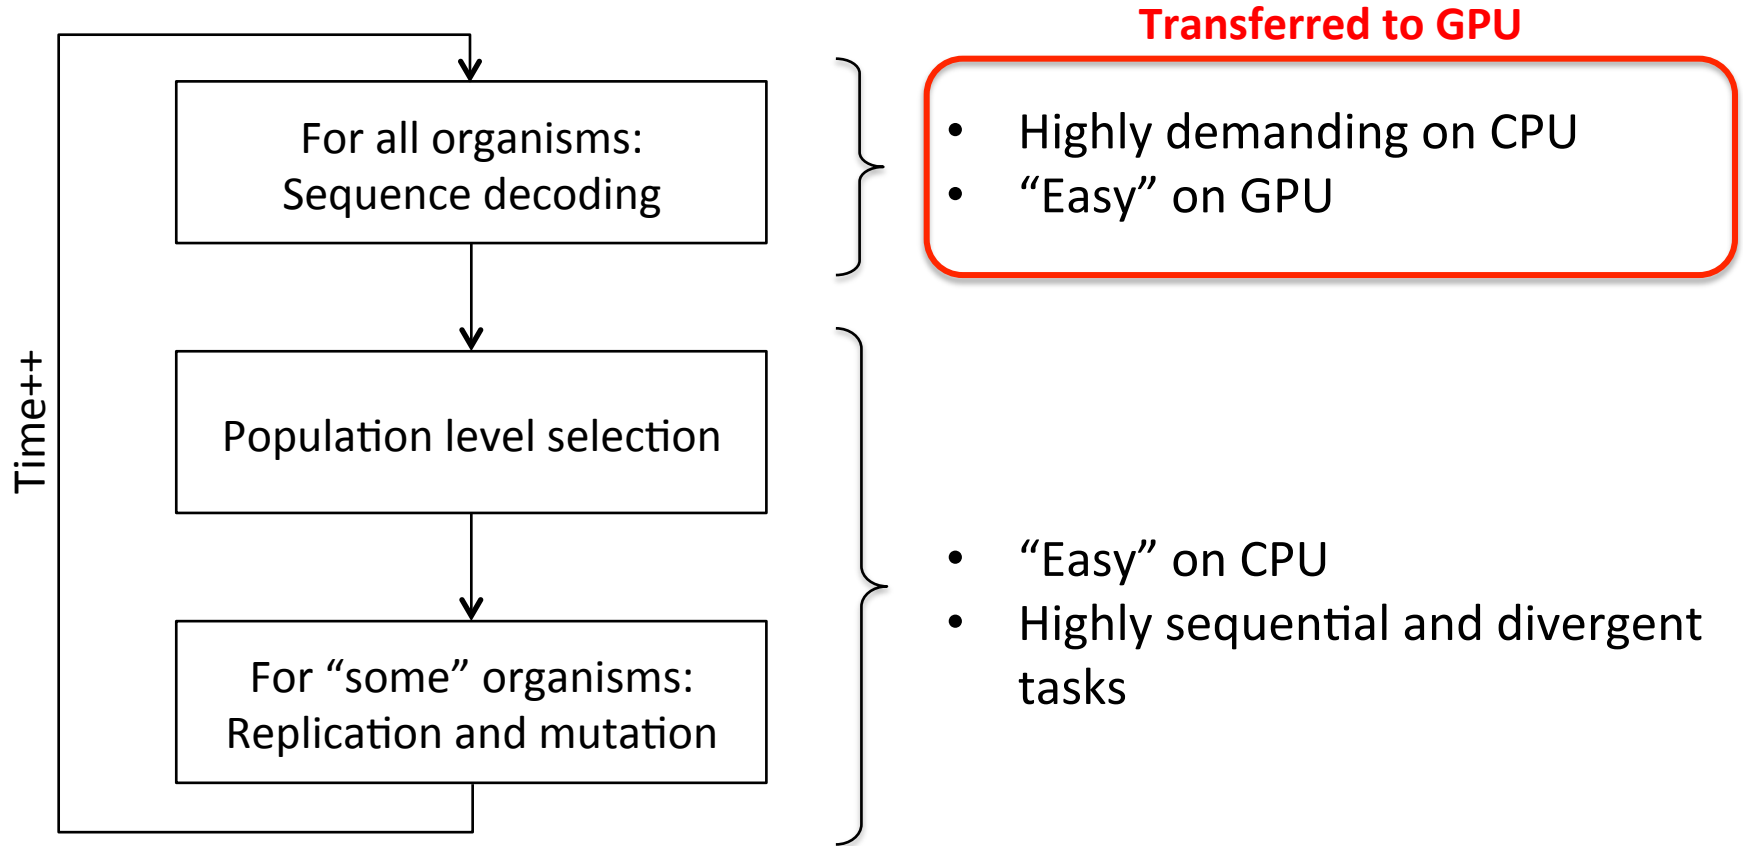 Transferred to GPU
For all organisms:
Sequence decoding
• Highly demanding on CPU
• “Easy” on GPU
Time++
Population level selection
For “some” organisms:
Replication and mutation
• “Easy” on CPU
• Highly sequential and divergent
tasks